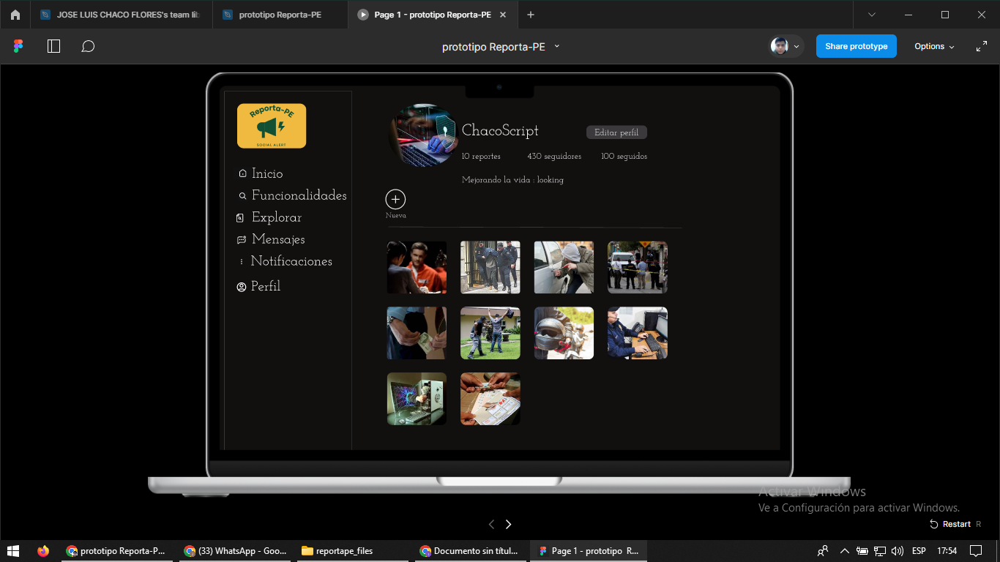 JOSE LUIS CHACO FLORES's team lib
prototipo Reporta-PE
Page 1 - prototipo Reporta-PE
prototipo Reporta-PE
Share prototype
Options
Reporta-PE
SOCIAL ALERT
Inicio
Funcionalidades
Explorar
Mensajes
Notificaciones
Perfil
ChacoScript
Editar perfil
10 reportes
430 seguidores
100 seguidos
Mejorando la vida : looking
Nueva
Activar Windows
Ve a Configuración para activar Windows.
Restart R
prototipo Reporta-P...
(33) WhatsApp - Goo...
reportape_files
Documento sin títul...
Page 1 - prototipo R...
ESP
17:54